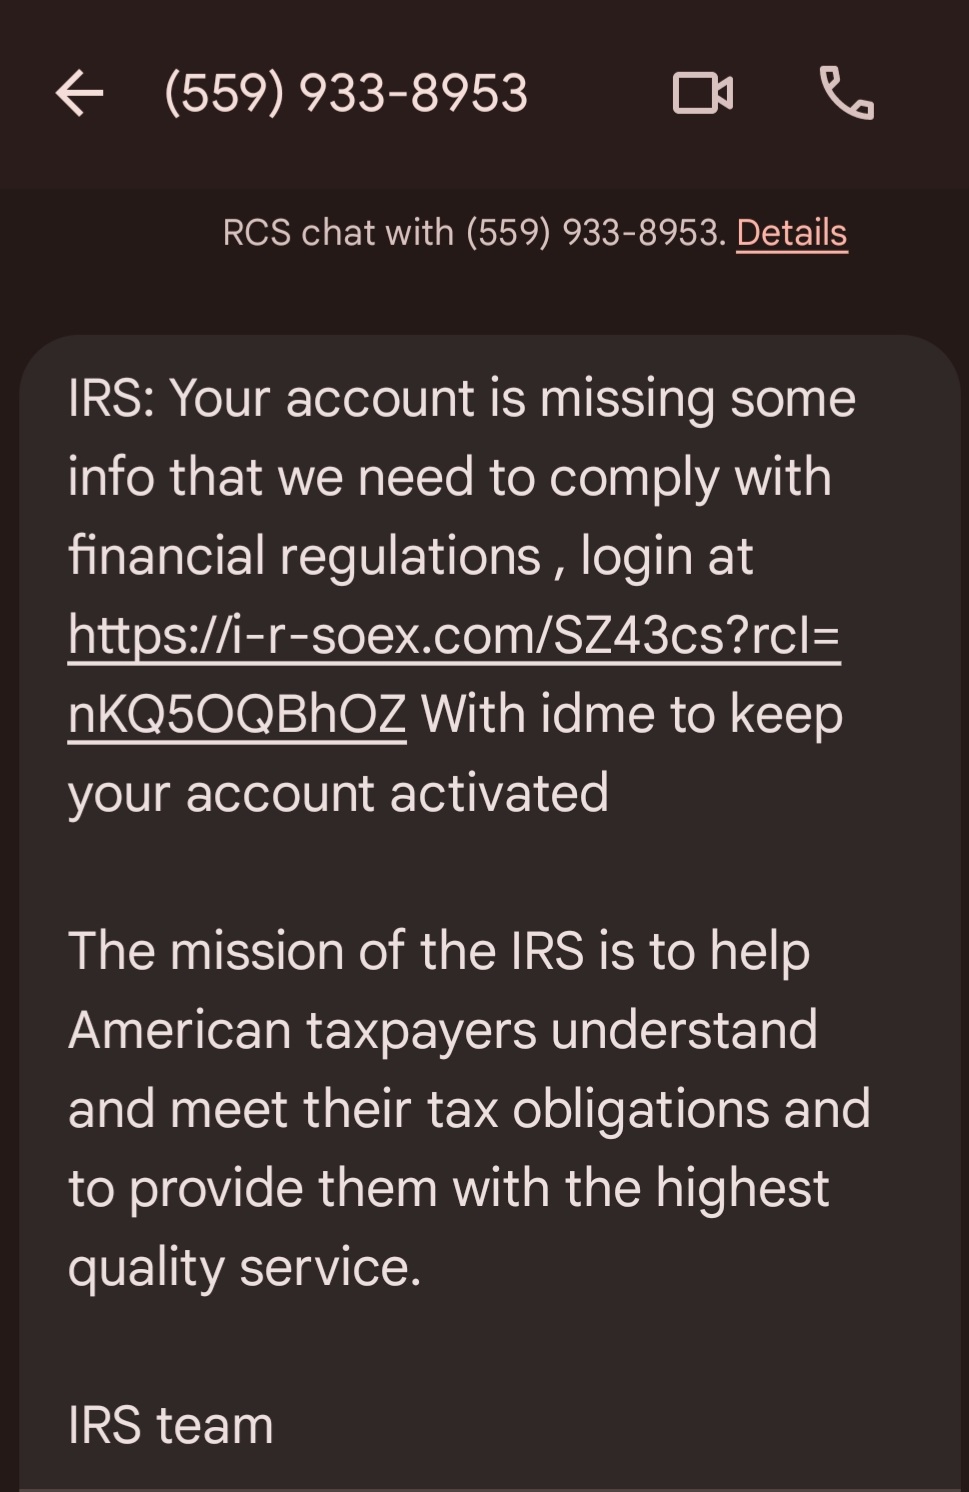 (559) 933-8953
RCS chat with (559) 933-8953. Details
IRS: Your account is missing some
info that we need to comply with
financial regulations , login at
https://i-r-soex.com/SZ43cs?rcI=
nKQ5OQBhOZ With idme to keep
your account activated
The mission of the IRS is to help
American taxpayers understand
and meet their tax obligations and
to provide them with the highest
quality service.
IRS team